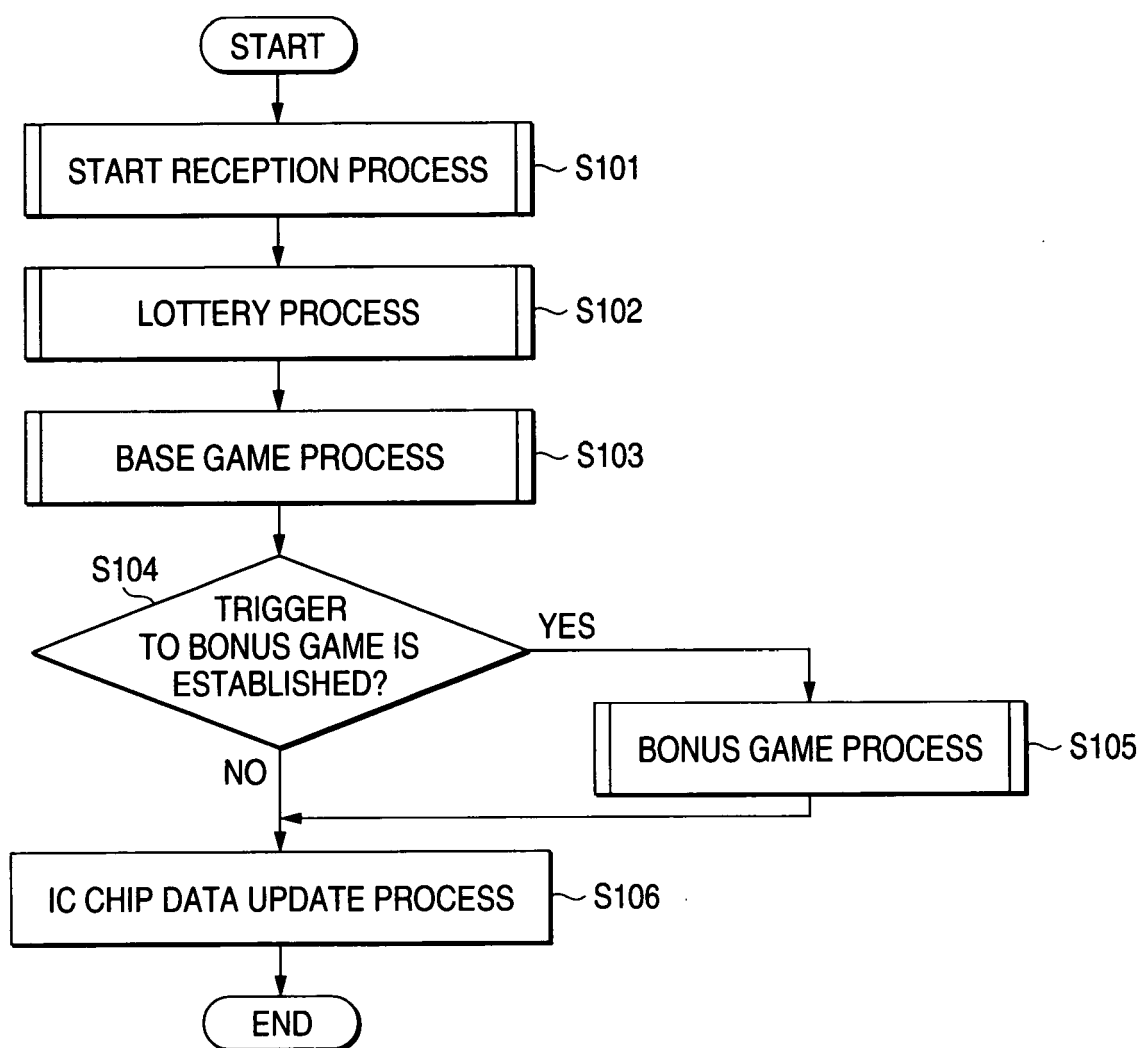 START
START RECEPTION PROCESS
S101
LOTTERY PROCESS
S102
BASE GAME PROCESS
S103
S104
TRIGGER
TO BONUS GAME IS
ESTABLISHED?
YES
BONUS GAME PROCESS
S105
NO
IC CHIP DATA UPDATE PROCESS
S106
END